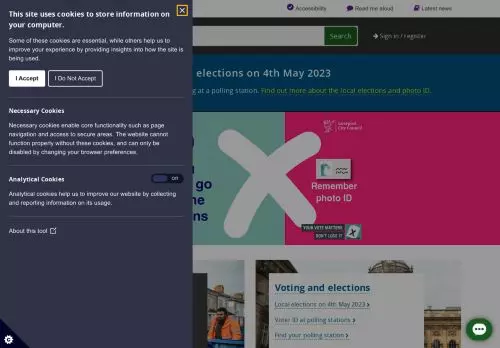 This site uses cookies to store information on
your computer.
Some of these cookies are essential, while others help us to
improve your experience by providing insights into how the site is
being used.
I Accept
I Do Not Accept
Necessary Cookies
Necessary cookies enable core functionality such as page
navigation and access to secure areas. The website cannot
function properly without these cookies, and can only be
disabled by changing your browser preferences.
Analytical Cookies
on
Analytical cookies help us to improve our website by collecting
and reporting information on its usage.
About this tool
Accessibility
Read me aloud
Latest news
Search
Sign in / register
elections on 4th May 2023
at a polling station. Find out more about the local elections and photo ID.
go
the
ons
Liverpool
City Council
Remember
photo ID
YOUR VOTE MATTERS
DON'T LOSE IT
Voting and elections
Local elections on 4th May 2023
Voter ID at polling stations
Find your polling station